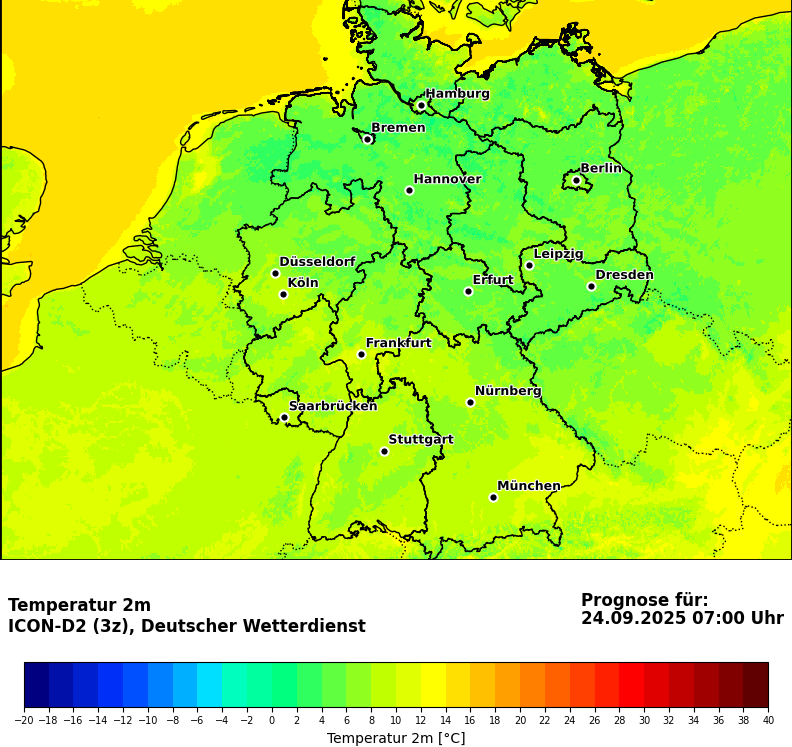 Hamburg
Bremen
Berlin
Hannover
Leipzig
Düsseldorf
Dresden
Köln
Erfurt
Frankfurt
Nürnberg
Saarbrücken
Stuttgart
München
Temperatur 2m
ICON-D2 (3z), Deutscher Wetterdienst
Prognose für:
24.09.2025 07:00 Uhr
−20 −18 −16 −14 −12 −10 −8 −6 −4 −2 0 2 4 6 8 10 12 14 16 18 20 22 24 26 28 30 32 34 36 38 40
Temperatur 2m [°C]